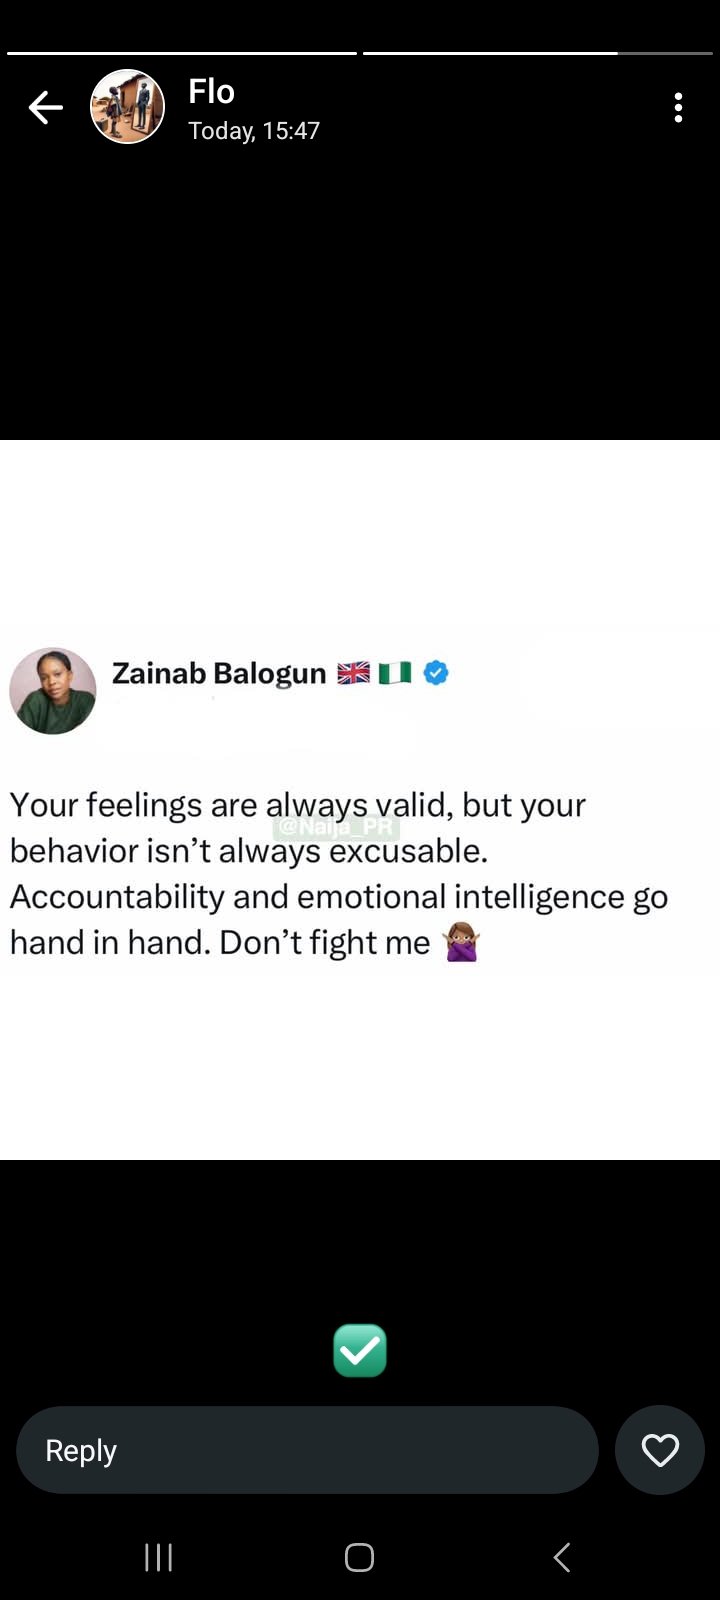 Flo
Today, 15:47
Zainab Balogun 🇬🇧 🇳🇬
Your feelings are always valid, but your
@Naija_PR
behavior isn’t always excusable.
Accountability and emotional intelligence go
hand in hand. Don’t fight me 🙅🏽‍♀️
✅
Reply